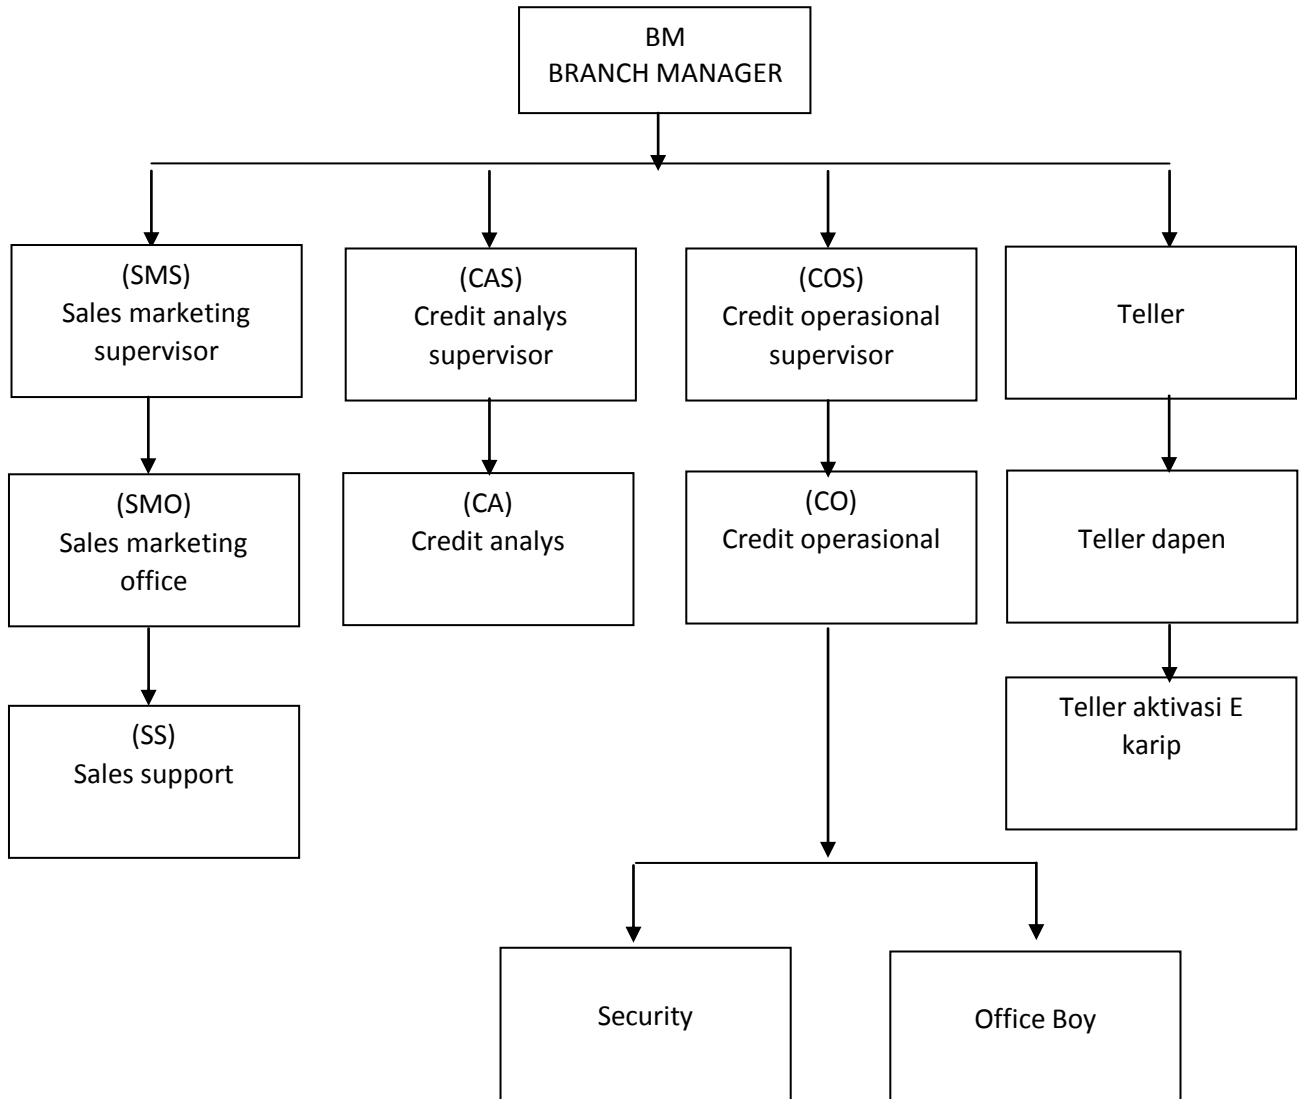 BM
BRANCH MANAGER
(SMS)
Sales marketing
supervisor
(CAS)
Credit analys
supervisor
(COS)
Credit operasional
supervisor
Teller
(SMO)
Sales marketing
office
(CA)
Credit analys
(CO)
Credit operasional
Teller dapen
(SS)
Sales support
Teller aktivasi E
karip
Security
Office Boy